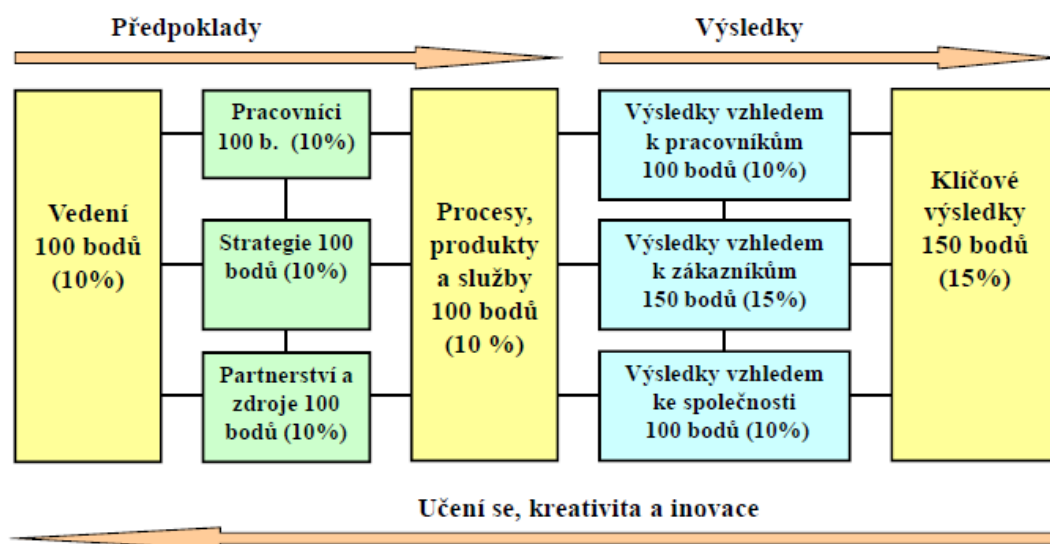 Předpoklady
Výsledky
Vedení
100 bodů
(10%)
Pracovníci
100 b.  (10%)
Strategie 100
bodů (10%)
Partnerství a
zdroje 100
bodů (10%)
Procesy,
produkty
a služby
100 bodů
(10 %)
Výsledky vzhledem
k pracovníkům
100 bodů (10%)
Výsledky vzhledem
k zákazníkům
150 bodů (15%)
Výsledky vzhledem
ke společnosti
100 bodů (10%)
Klíčové
výsledky
150 bodů
(15%)
Učení se, kreativita a inovace